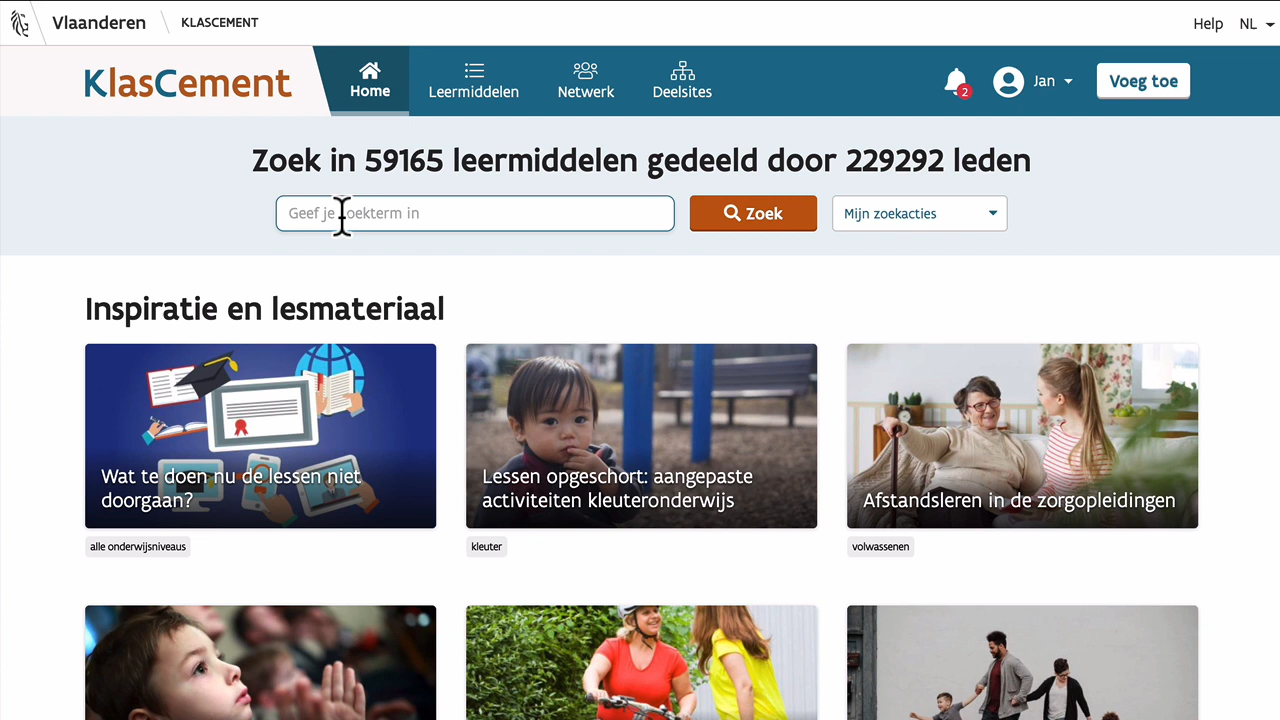 Vlaanderen
KLASCEMENT
Help
NL
KlasCement
Home
Leermiddelen
Netwerk
Deelsites
2
Jan
Voeg toe
Zoek in 59165 leermiddelen gedeeld door 229292 leden
Geef je zoekterm in
Zoek
Mijn zoekacties
Inspiratie en lesmateriaal
Wat te doen nu de lessen niet
doorgaan?
Lessen opgeschort: aangepaste
activiteiten kleuteronderwijs
Afstandsleren in de zorgopleidingen
alle onderwijsniveaus
kleuter
volwassenen